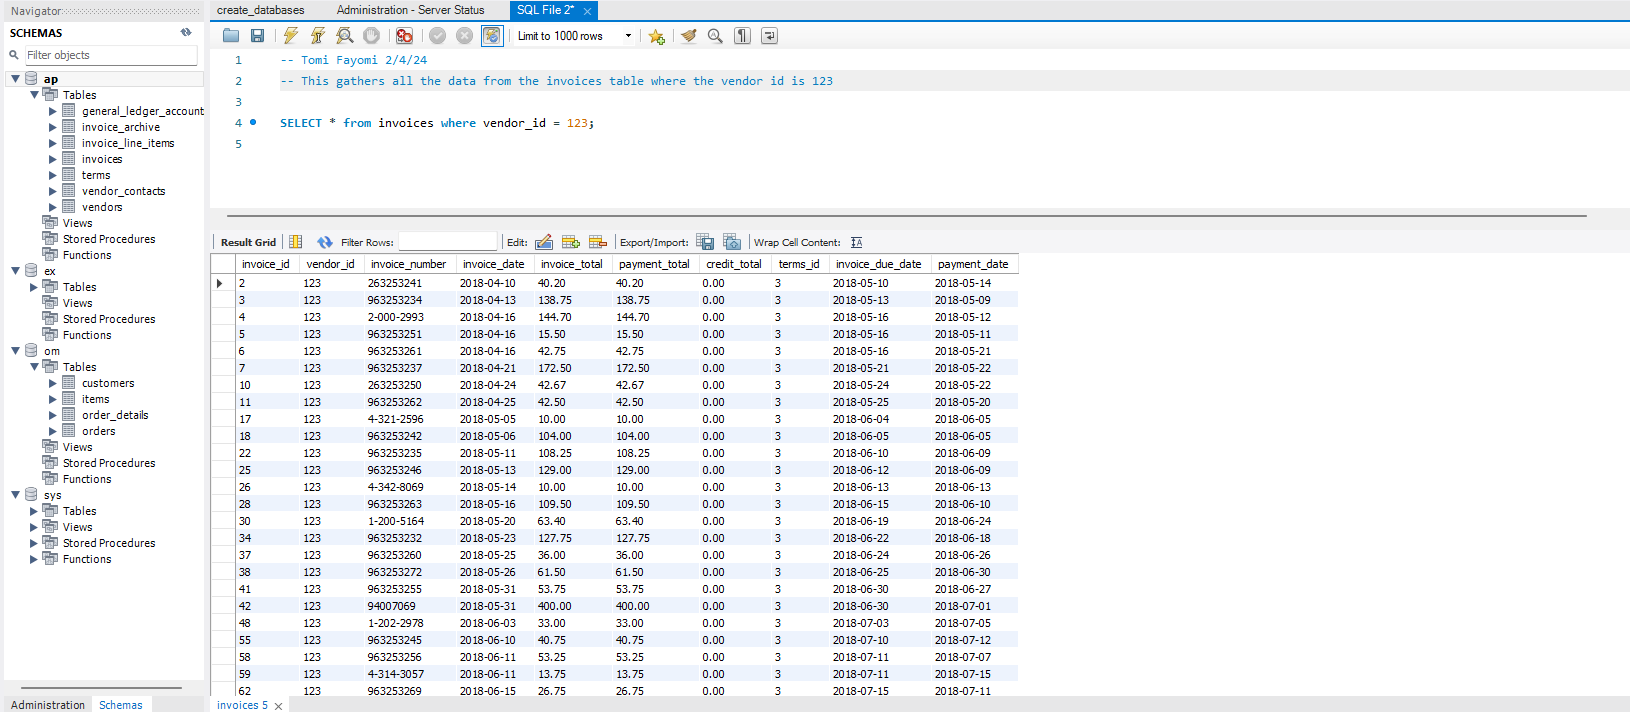 Navigator
SCHEMAS
Filter objects
ap
Tables
general_ledger_account
invoice_archive
invoice_line_items
invoices
terms
vendor_contacts
vendors
Views
Stored Procedures
Functions
ex
Tables
Views
Stored Procedures
Functions
om
Tables
customers
items
order_details
orders
Views
Stored Procedures
Functions
sys
Tables
Views
Stored Procedures
Functions
Administration Schemas
create_databases Administration - Server Status SQL File 2*
Limit to 1000 rows
1 -- Tomi Fayomi 2/4/24
2 -- This gathers all the data from the invoices table where the vendor id is 123
3
4 SELECT * from invoices where vendor_id = 123;
5
Result Grid Filter Rows: Edit: Export/Import: Wrap Cell Content: IA
invoice_id vendor_id invoice_number invoice_date invoice_total payment_total credit_total terms_id invoice_due_date payment_date
2 123 263253241 2018-04-10 40.20 40.20 0.00 3 2018-05-10 2018-05-14
3 123 963253234 2018-04-13 138.75 138.75 0.00 3 2018-05-13 2018-05-09
4 123 2-000-2993 2018-04-16 144.70 144.70 0.00 3 2018-05-16 2018-05-12
5 123 963253251 2018-04-16 15.50 15.50 0.00 3 2018-05-16 2018-05-11
6 123 963253261 2018-04-16 42.75 42.75 0.00 3 2018-05-16 2018-05-21
7 123 963253237 2018-04-21 172.50 172.50 0.00 3 2018-05-21 2018-05-22
10 123 263253250 2018-04-24 42.67 42.67 0.00 3 2018-05-24 2018-05-22
11 123 963253262 2018-04-25 42.50 42.50 0.00 3 2018-05-25 2018-05-20
17 123 4-321-2596 2018-05-05 10.00 10.00 0.00 3 2018-06-04 2018-06-05
18 123 963253242 2018-05-06 104.00 104.00 0.00 3 2018-06-05 2018-06-05
22 123 963253235 2018-05-11 108.25 108.25 0.00 3 2018-06-10 2018-06-09
25 123 963253246 2018-05-13 129.00 129.00 0.00 3 2018-06-12 2018-06-09
26 123 4-342-8069 2018-05-14 10.00 10.00 0.00 3 2018-06-13 2018-06-13
28 123 963253263 2018-05-16 109.50 109.50 0.00 3 2018-06-15 2018-06-10
30 123 1-200-5164 2018-05-20 63.40 63.40 0.00 3 2018-06-19 2018-06-24
34 123 963253232 2018-05-23 127.75 127.75 0.00 3 2018-06-22 2018-06-18
37 123 963253260 2018-05-25 36.00 36.00 0.00 3 2018-06-24 2018-06-26
38 123 963253272 2018-05-26 61.50 61.50 0.00 3 2018-06-25 2018-06-30
41 123 963253255 2018-05-31 53.75 53.75 0.00 3 2018-06-30 2018-06-27
42 123 94007069 2018-05-31 400.00 400.00 0.00 3 2018-06-30 2018-07-01
48 123 1-202-2978 2018-06-03 33.00 33.00 0.00 3 2018-07-03 2018-07-05
55 123 963253245 2018-06-10 40.75 40.75 0.00 3 2018-07-10 2018-07-12
58 123 963253256 2018-06-11 53.25 53.25 0.00 3 2018-07-11 2018-07-07
59 123 4-314-3057 2018-06-11 13.75 13.75 0.00 3 2018-07-11 2018-07-15
62 123 963253269 2018-06-15 26.75 26.75 0.00 3 2018-07-15 2018-07-11
invoices 5